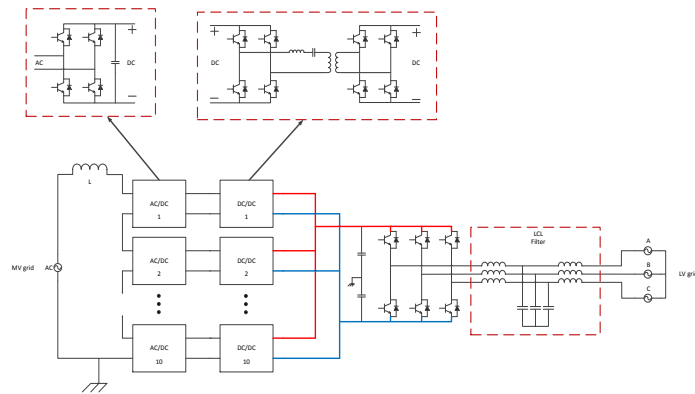 +
AC
DC
—
+
+
DC
DC
—
—
L
AC/DC
1
DC/DC
1
AC/DC
2
DC/DC
2
AC/DC
10
DC/DC
10
MV grid
AC
LCL
Filter
A
B
C
LV grid